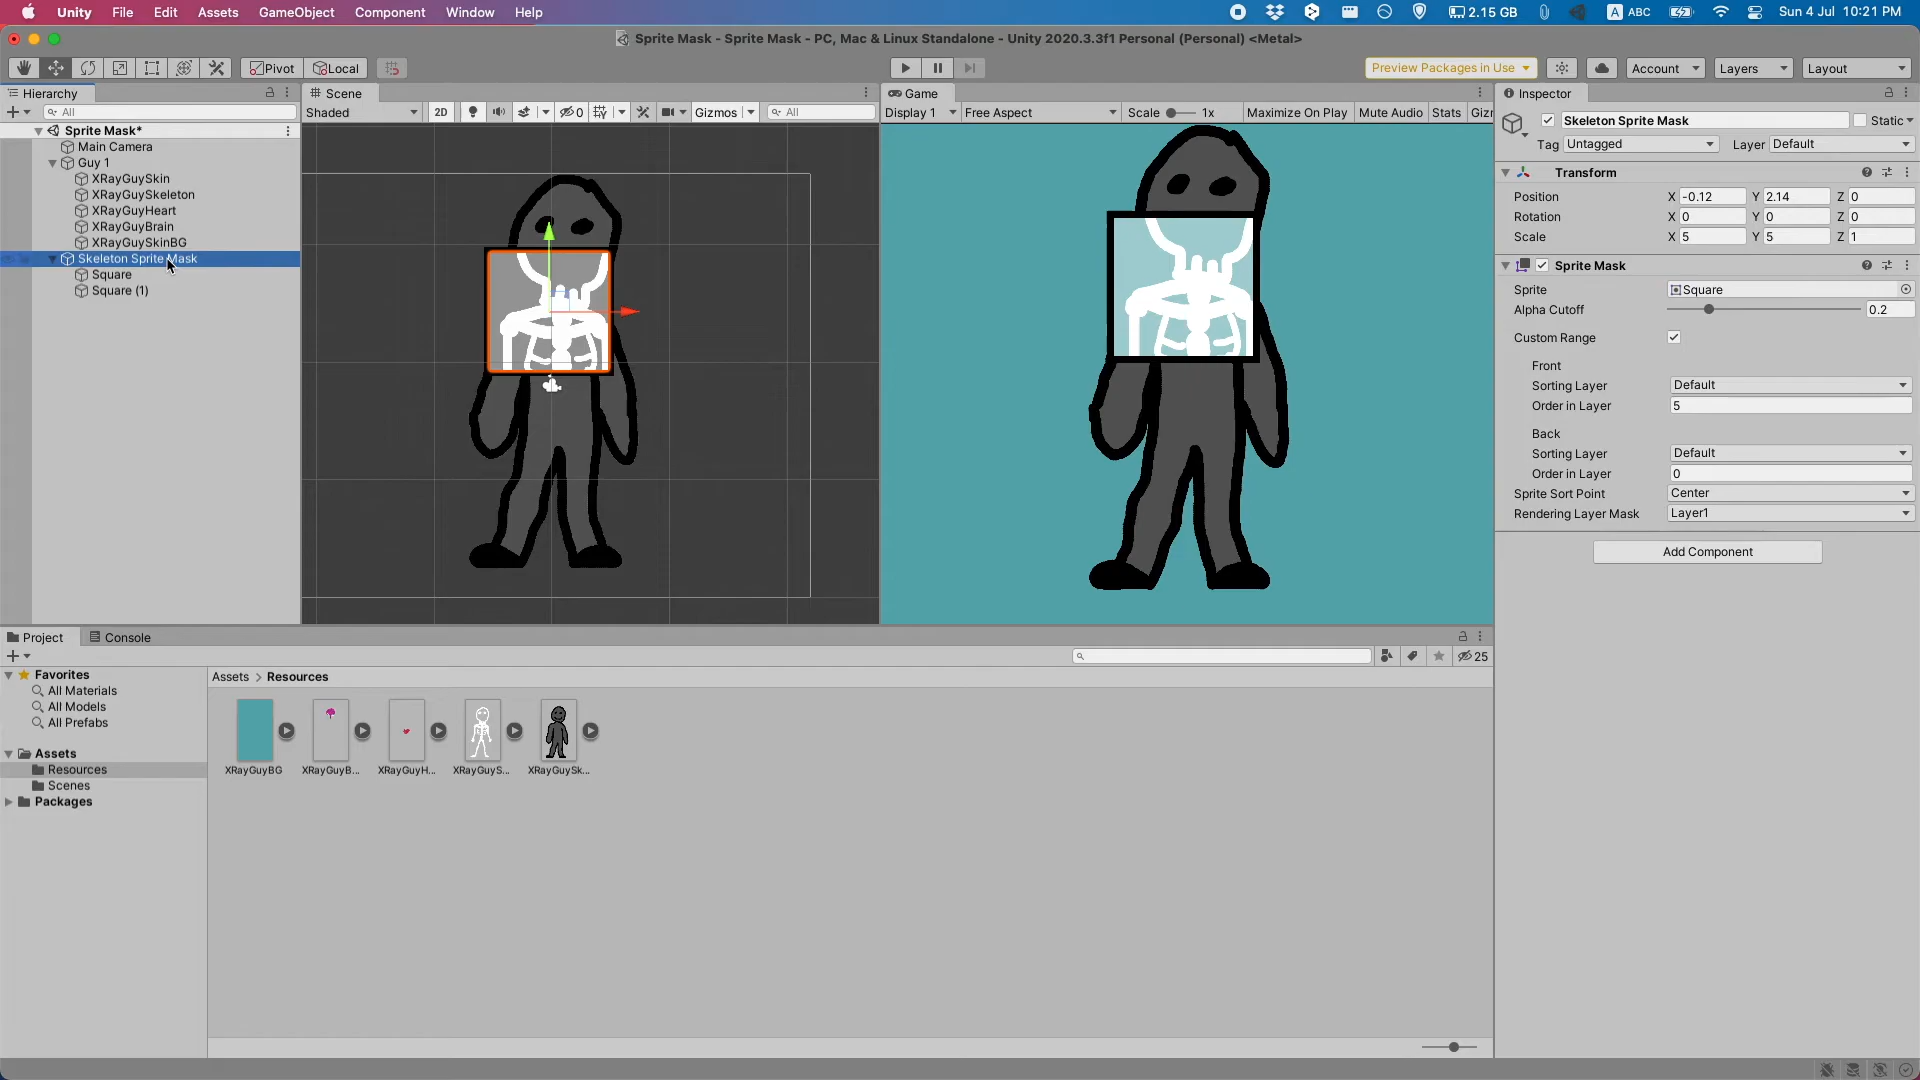 Unity File Edit Assets GameObject Component Window Help 2.15 GB A ABC Sun 4 Jul 10:21 PM
Sprite Mask - Sprite Mask - PC, Mac & Linux Standalone - Unity 2020.3.3f1 Personal (Personal) <Metal>
Pivot Local Preview Packages in Use Account Layers Layout
Hierarchy
All
Sprite Mask*
Main Camera
Guy 1
XRayGuySkin
XRayGuySkeleton
XRayGuyHeart
XRayGuyBrain
XRayGuySkinBG
Skeleton Sprite Mask
Square
Square (1)
Scene
Shaded 2D 0 Gizmos All
Game
Display 1 Free Aspect Scale 1x Maximize On Play Mute Audio Stats Giz
Inspector
Skeleton Sprite Mask Static
Tag Untagged Layer Default
Transform
Position X -0.12 Y 2.14 Z 0
Rotation X 0 Y 0 Z 0
Scale X 5 Y 5 Z 1
Sprite Mask
Sprite Square
Alpha Cutoff 0.2
Custom Range
Front
Sorting Layer Default
Order in Layer 5
Back
Sorting Layer Default
Order in Layer 0
Sprite Sort Point Center
Rendering Layer Mask Layer1
Add Component
Project Console
25
Favorites
All Materials
All Models
All Prefabs
Assets
Resources
Scenes
Packages
Assets > Resources
XRayGuyBG XRayGuyB... XRayGuyH... XRayGuyS... XRayGuySk...